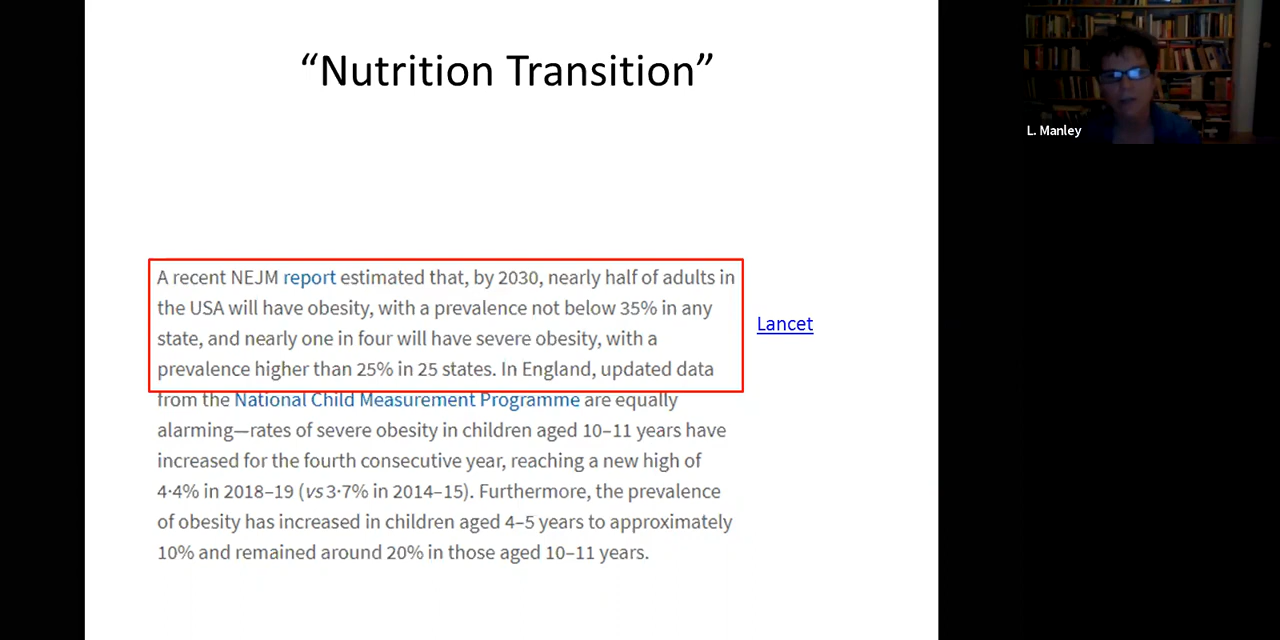 “Nutrition Transition”
A recent NEJM report estimated that, by 2030, nearly half of adults in
the USA will have obesity, with a prevalence not below 35% in any
state, and nearly one in four will have severe obesity, with a
prevalence higher than 25% in 25 states. In England, updated data
from the National Child Measurement Programme are equally
alarming—rates of severe obesity in children aged 10–11 years have
increased for the fourth consecutive year, reaching a new high of
4·4% in 2018–19 (vs 3·7% in 2014–15). Furthermore, the prevalence
of obesity has increased in children aged 4–5 years to approximately
10% and remained around 20% in those aged 10–11 years.
Lancet
L. Manley